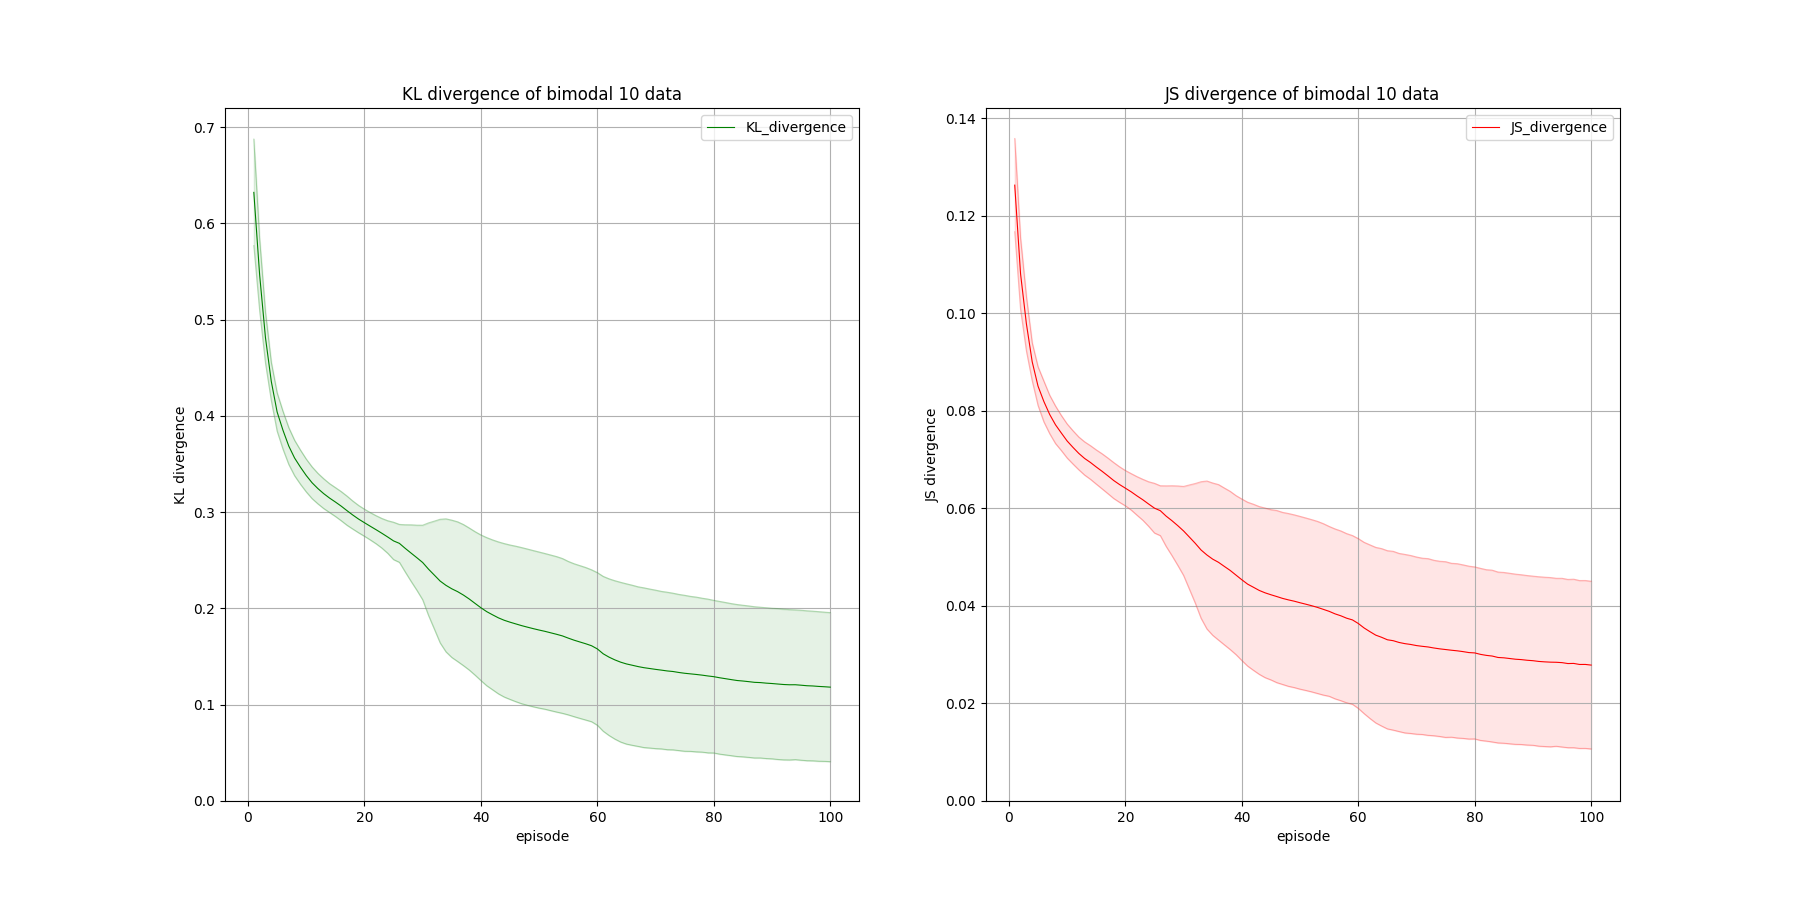 KL divergence of bimodal 10 data
KL_divergence
KL divergence
0.7
0.6
0.5
0.4
0.3
0.2
0.1
0.0
0 20 40 60 80 100
episode
JS divergence of bimodal 10 data
JS_divergence
JS divergence
0.14
0.12
0.10
0.08
0.06
0.04
0.02
0.00
0 20 40 60 80 100
episode